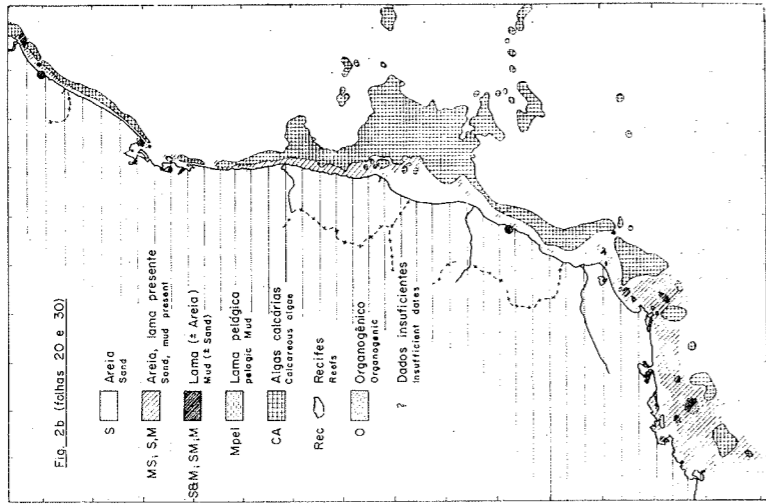 Fig. 2b (folhas 20 e 30)
S Areia
Sand
MS; S,M Areia, lama presente
Sand, mud present
S&M; SM; M Lama (± Areia)
Mud (± Sand)
Mpel Lama pelágica
pelagic Mud
CA Algas calcárias
Calcareous algae
Rec Recifes
Reefs
O Organogênico
Organogenic
? Dados insuficientes
Insufficient dates